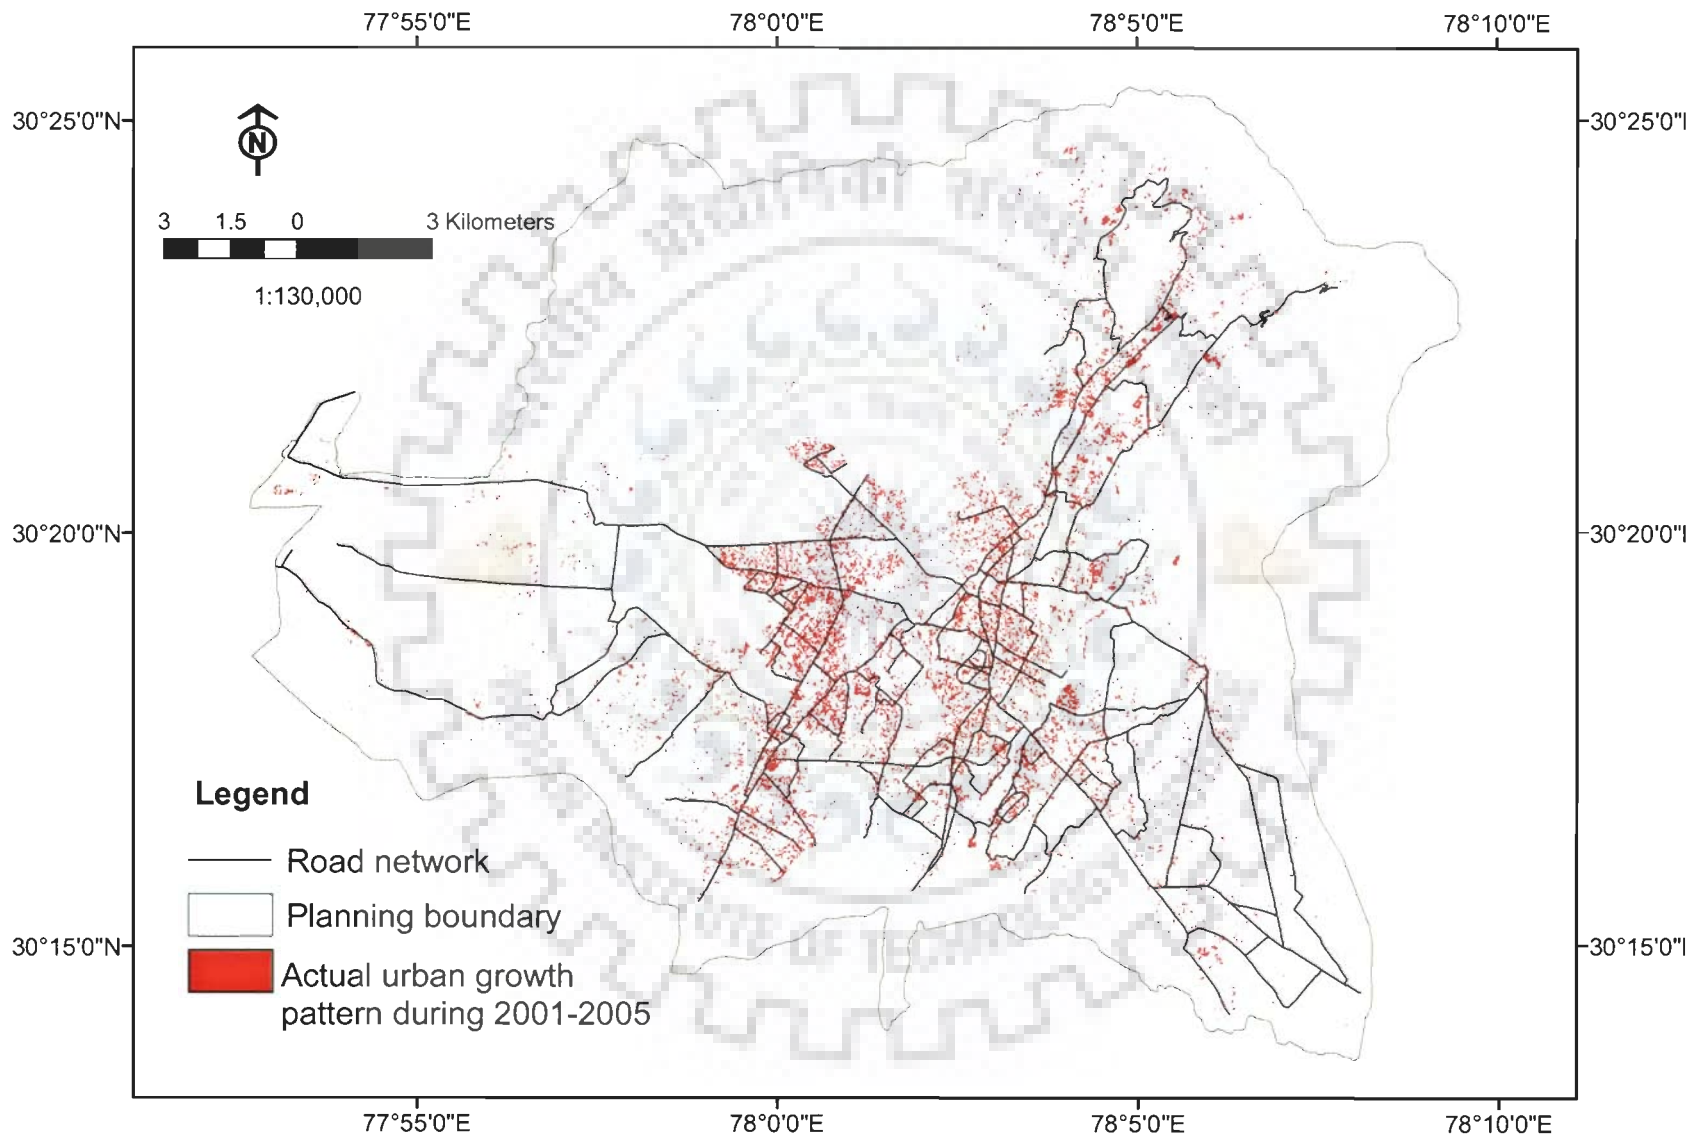 77°55'0"E 78°0'0"E 78°5'0"E 78°10'0"E
30°25'0"N 30°25'0"I
N
3 1.5 0 3 Kilometers
1:130,000
30°20'0"N 30°20'0"I
Legend
Road network
Planning boundary
30°15'0"N 30°15'0"I
Actual urban growth
pattern during 2001-2005
77°55'0"E 78°0'0"E 78°5'0"E 78°10'0"E